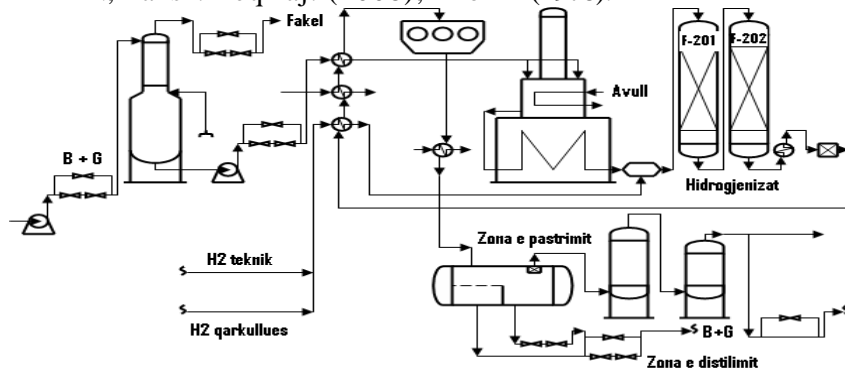 Fakel
F-201
F-202
Avull
B + G
Hidrogjenizat
Zona e pastrimit
H2 teknik
H2 qarkullues
B+G
Zona e distilimit